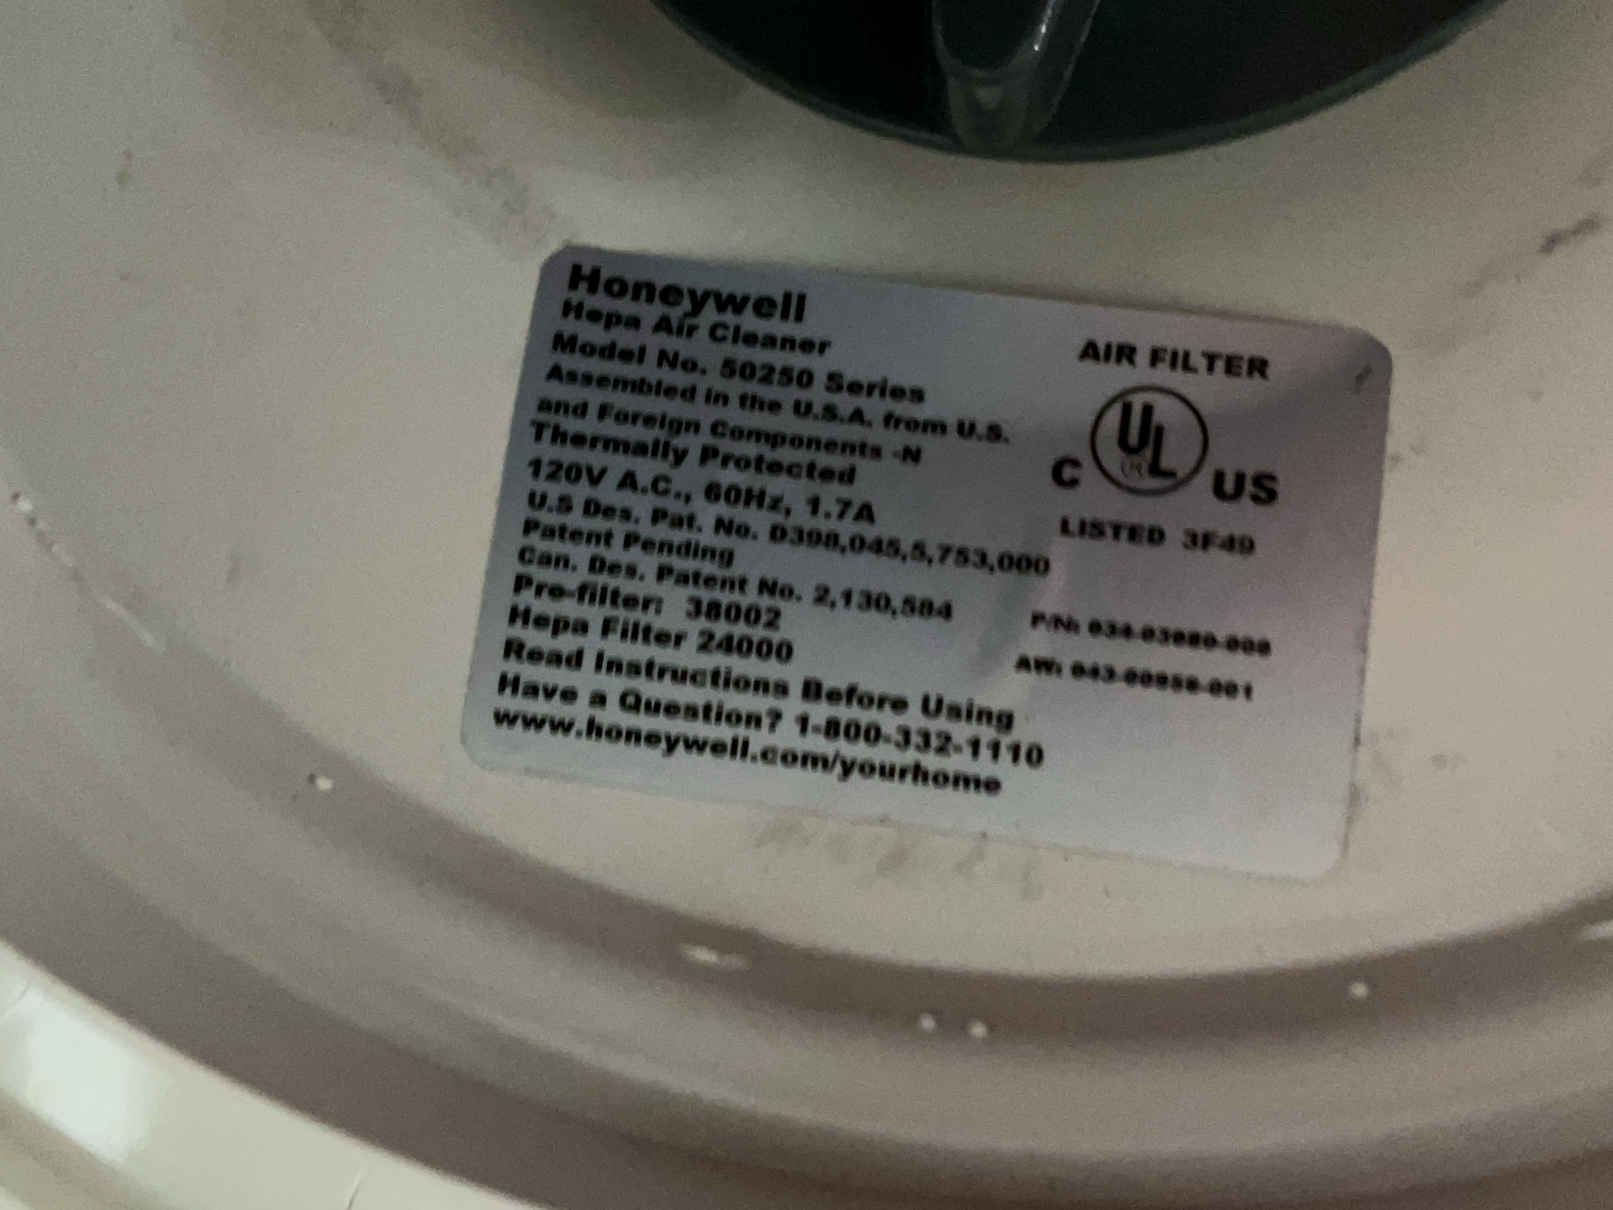 Honeywell
Hepa Air Cleaner
Model No. 50250 Series
Assembled in the U.S.A. from U.S.
and Foreign Components -N
Thermally Protected
120V A.C., 60Hz, 1.7A
U.S Des. Pat. No. D398,045,5,753,000
Patent Pending
Can. Des. Patent No. 2,130,584
Pre-filter: 38002
Hepa Filter 24000
Read Instructions Before Using
Have a Question? 1-800-332-1110
www.honeywell.com/yourhome
AIR FILTER
C UL US
LISTED 3F49
P/N:
AW: